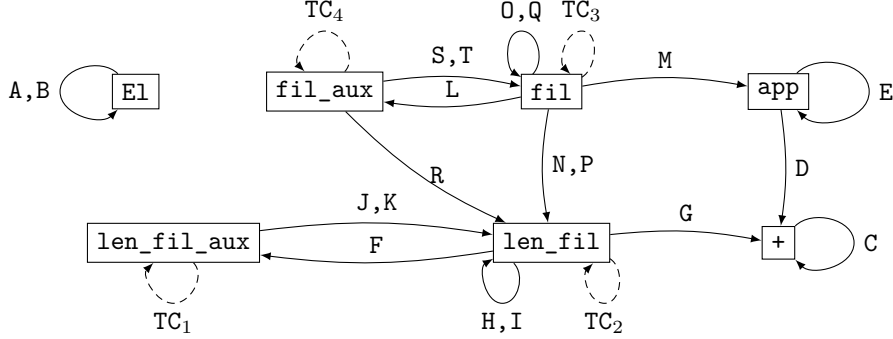 TC₄
O,Q
TC₃
S,T
M
A,B
El
fil_aux
fil
app
E
L
R
N,P
D
J,K
G
len_fil_aux
len_fil
+
C
F
TC₁
H,I
TC₂